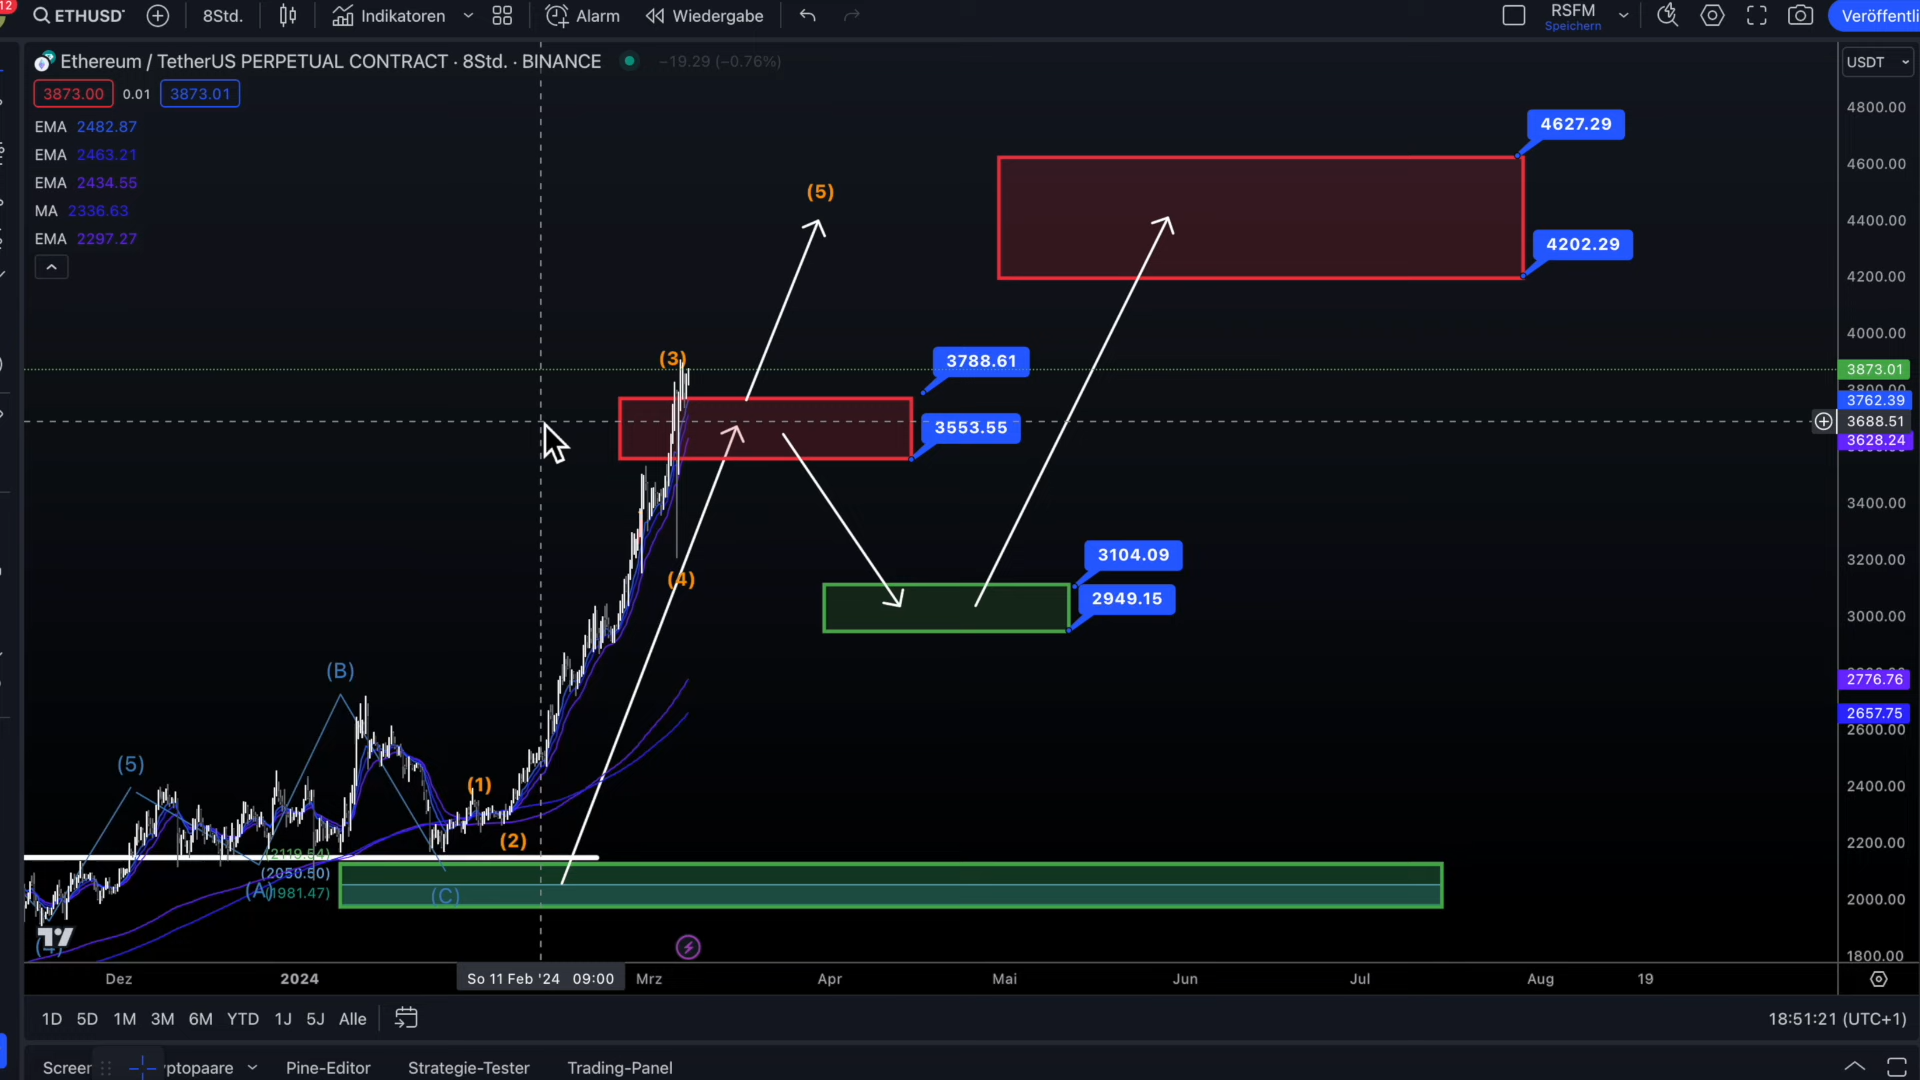 12
ETHUSDT
8Std.
Indikatoren
Alarm
Wiedergabe
RSFM
Speichern
Veröffentli
Ethereum / TetherUS PERPETUAL CONTRACT · 8Std. · BINANCE
−19.29 (−0.76%)
USDT
3873.00
0.01
3873.01
EMA 2482.87
EMA 2463.21
EMA 2434.55
MA 2336.63
EMA 2297.27
4800.00
4627.29
4600.00
(5)
4400.00
4202.29
4200.00
4000.00
(3)
3788.61
3873.01
3762.39
3553.55
3688.51
3628.24
3400.00
3104.09
3200.00
(4)
2949.15
3000.00
(B)
2776.76
2657.75
2600.00
(5)
(1)
2400.00
(2)
2200.00
(2119.54)
(2050.50)
(A)
(1981.47)
(C)
2000.00
1800.00
Dez
2024
So 11 Feb '24 09:00
Mrz
Apr
Mai
Jun
Jul
Aug
19
1D 5D 1M 3M 6M YTD 1J 5J Alle
18:51:21 (UTC+1)
Screer
ptopaare
Pine-Editor
Strategie-Tester
Trading-Panel